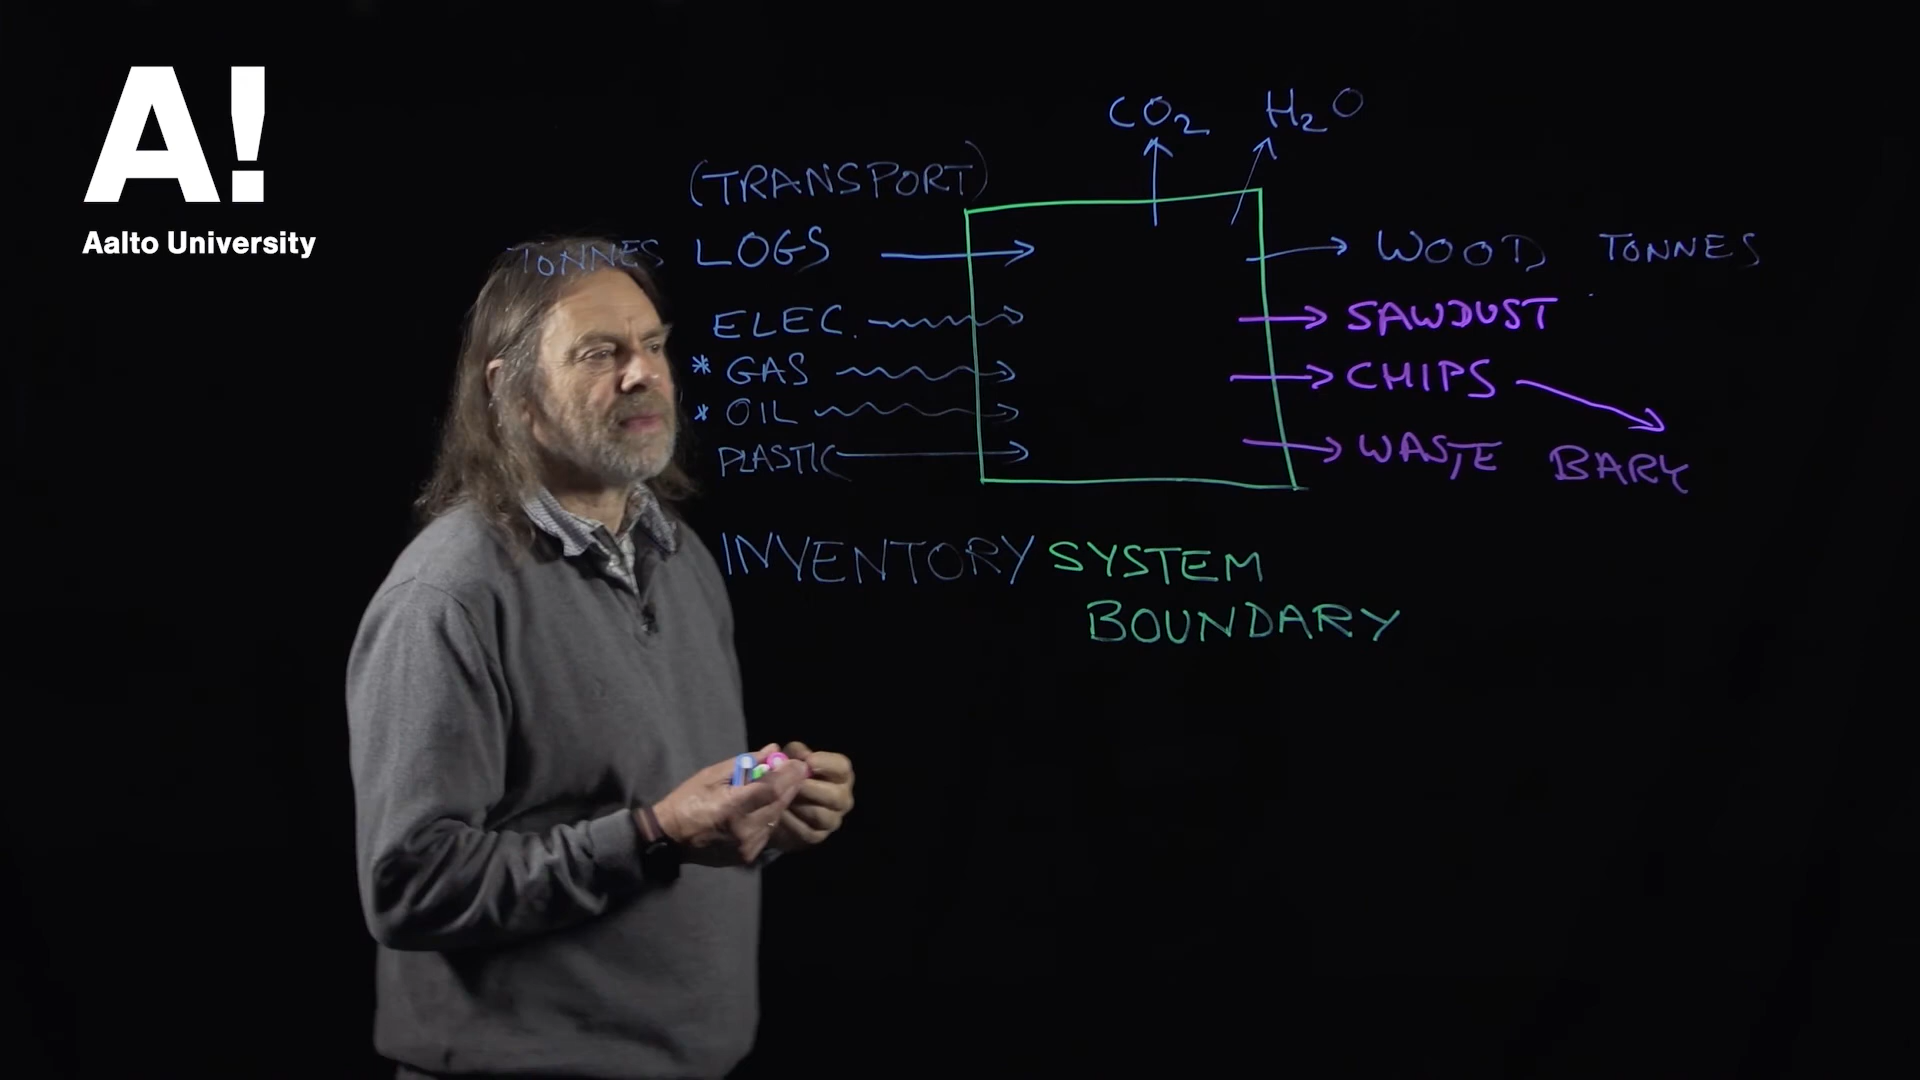 A!
Aalto University
CO2 H2O
(TRANSPORT)
TONNES LOGS
WOOD TONNES
ELEC.
SAWDUST
* GAS
CHIPS
* OIL
PLASTIC
WASTE BARK
INVENTORY SYSTEM
BOUNDARY